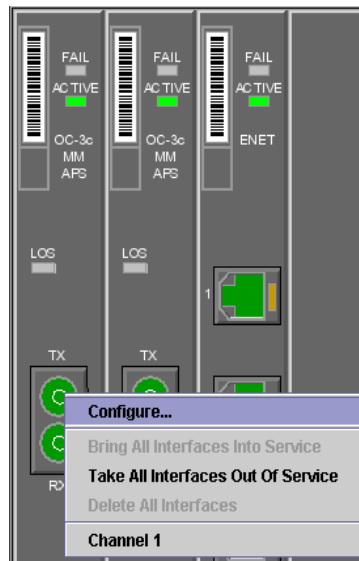 FAIL FAIL FAIL
ACTIVE ACTIVE ACTIVE
OC-3c OC-3c ENET
MM MM
APS APS
LOS LOS
1
TX TX
Configure...
Bring All Interfaces Into Service
Take All Interfaces Out Of Service
RX
Delete All Interfaces
Channel 1